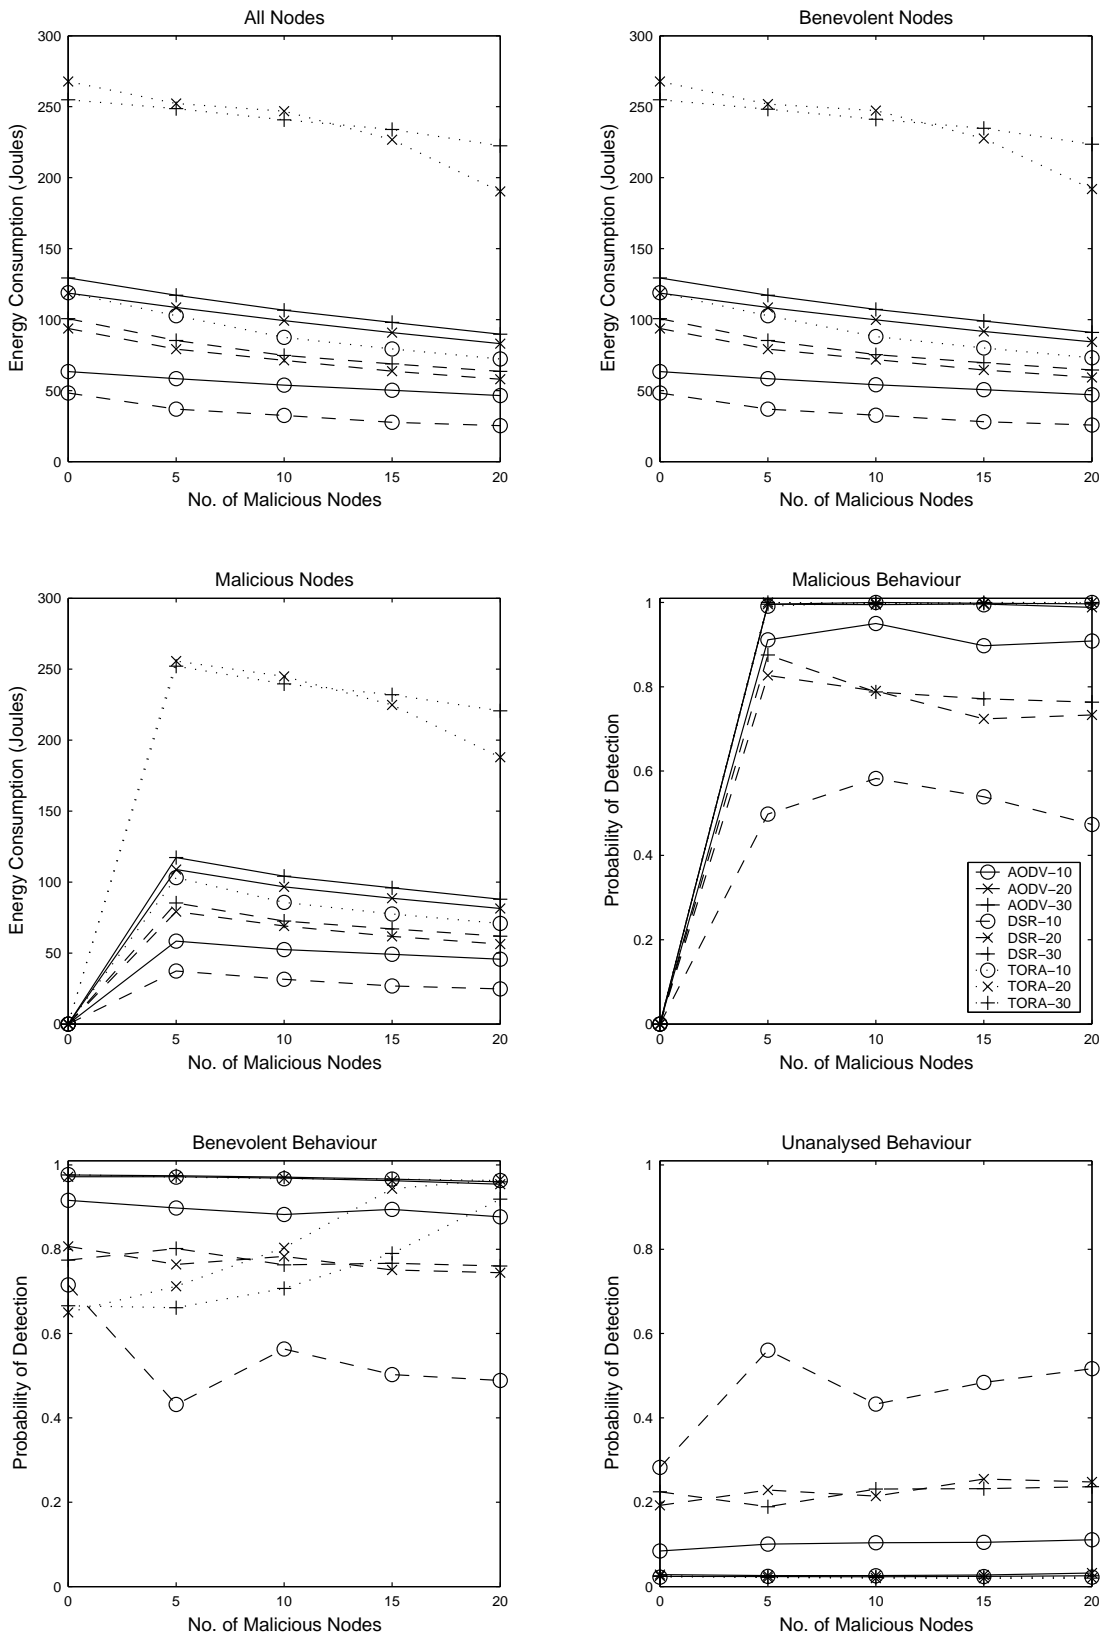 All Nodes
300
250
200
150
100
50
0
0 5 10 15 20
Energy Consumption (Joules)
No. of Malicious Nodes
Benevolent Nodes
300
250
200
150
100
50
0
0 5 10 15 20
Energy Consumption (Joules)
No. of Malicious Nodes
Malicious Nodes
300
250
200
150
100
50
0
0 5 10 15 20
Energy Consumption (Joules)
No. of Malicious Nodes
Malicious Behaviour
1
0.8
0.6
0.4
0.2
0
0 5 10 15 20
Probability of Detection
No. of Malicious Nodes
AODV−10
AODV−20
AODV−30
DSR−10
DSR−20
DSR−30
TORA−10
TORA−20
TORA−30
Benevolent Behaviour
1
0.8
0.6
0.4
0.2
0
0 5 10 15 20
Probability of Detection
No. of Malicious Nodes
Unanalysed Behaviour
1
0.8
0.6
0.4
0.2
0
0 5 10 15 20
Probability of Detection
No. of Malicious Nodes